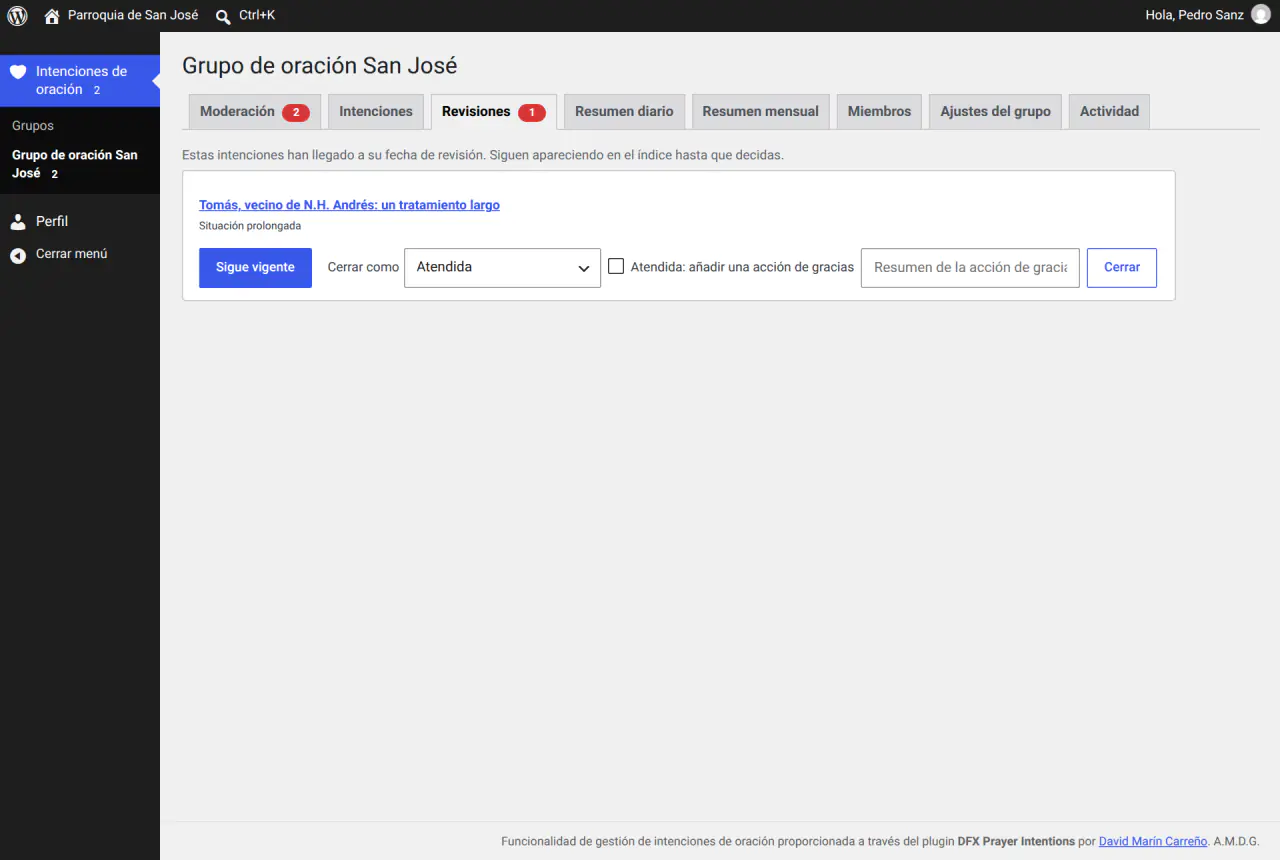 Parroquia de San José
Ctrl+K
Hola, Pedro Sanz
Intenciones de
oración 2
Grupos
Grupo de oración San
José 2
Perfil
Cerrar menú
Grupo de oración San José
Moderación 2
Intenciones
Revisiones 1
Resumen diario
Resumen mensual
Miembros
Ajustes del grupo
Actividad
Estas intenciones han llegado a su fecha de revisión. Siguen apareciendo en el índice hasta que decidas.
Tomás, vecino de N.H. Andrés: un tratamiento largo
Situación prolongada
Sigue vigente
Cerrar como
Atendida
Atendida: añadir una acción de gracias
Resumen de la acción de gracia
Cerrar
Funcionalidad de gestión de intenciones de oración proporcionada a través del plugin DFX Prayer Intentions por David Marín Carreño. A.M.D.G.